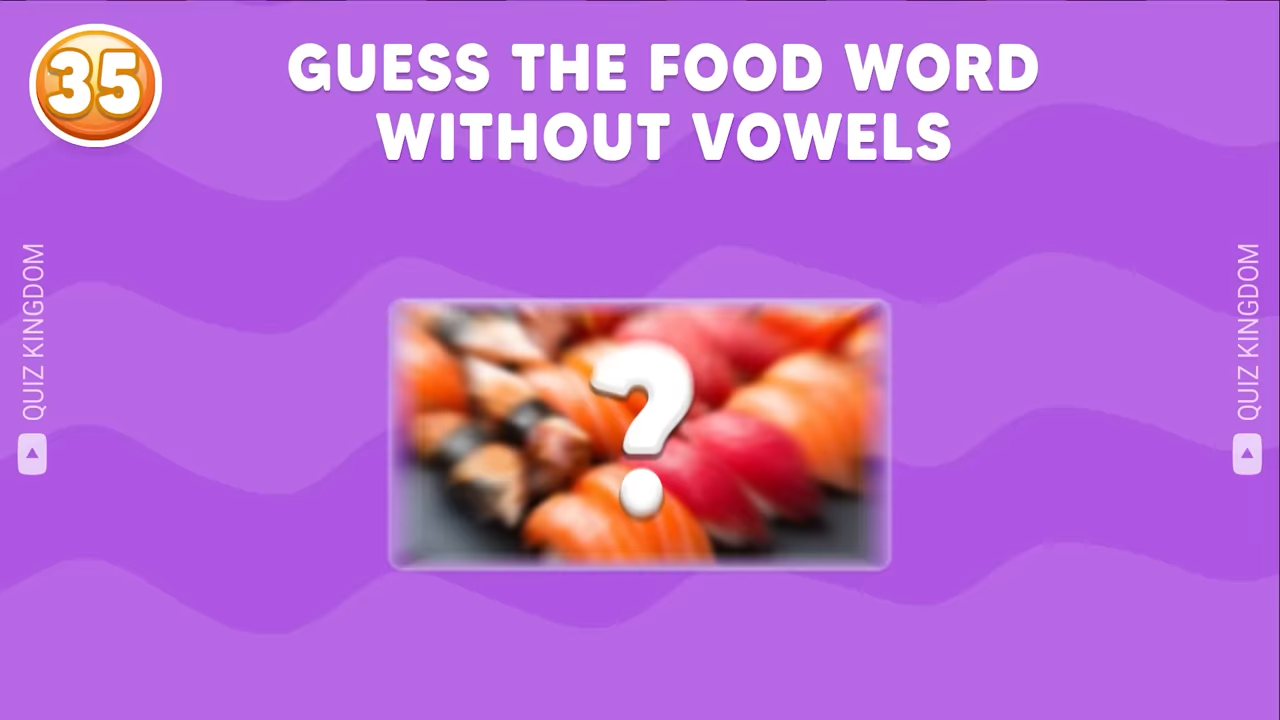 35
GUESS THE FOOD WORD
WITHOUT VOWELS
QUIZ KINGDOM
?
QUIZ KINGDOM